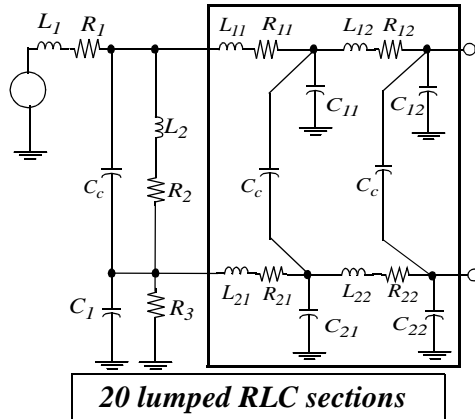 L1 R1 L11 R11 L12 R12
C11 C12
L2
Cc R2 Cc Cc
C1 R3 L21 R21 L22 R22
C21 C22
20 lumped RLC sections